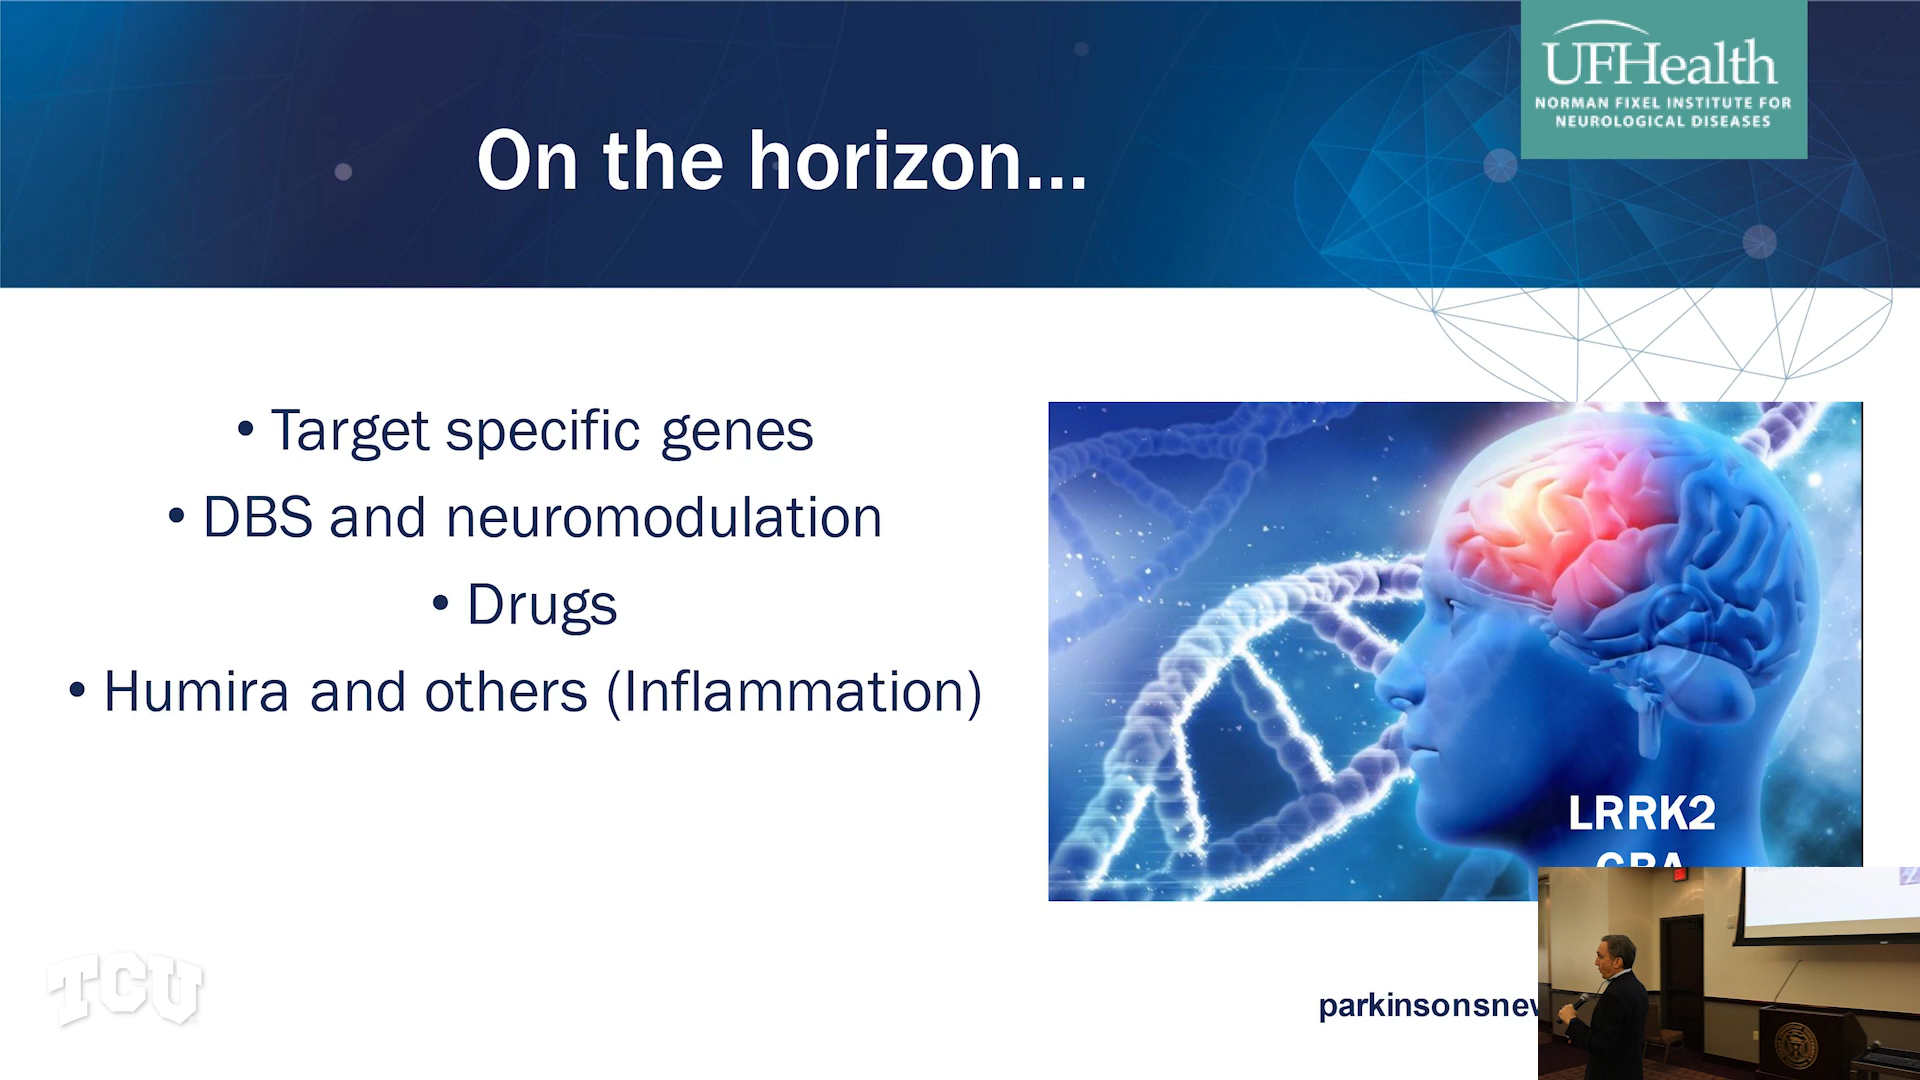 UFHealth
NORMAN FIXEL INSTITUTE FOR
NEUROLOGICAL DISEASES
On the horizon...
• Target specific genes
• DBS and neuromodulation
• Drugs
• Humira and others (Inflammation)
LRRK2
GBA
TCU